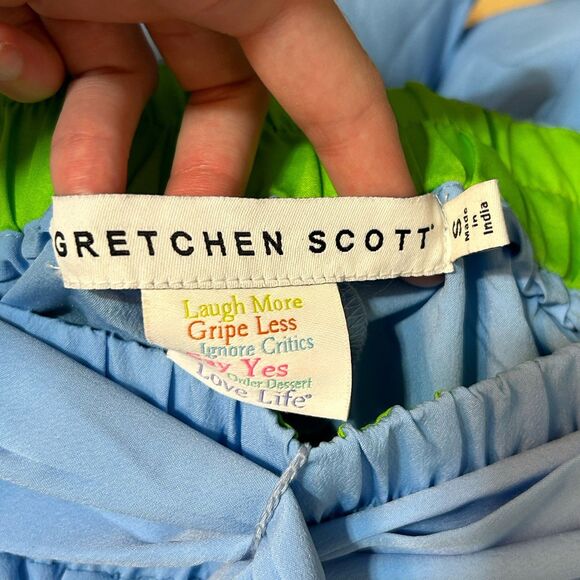 GRETCHEN SCOTT
S
Made
in
India
Laugh More
Gripe Less
Ignore Critics
Say Yes
Order Dessert
Love Life®